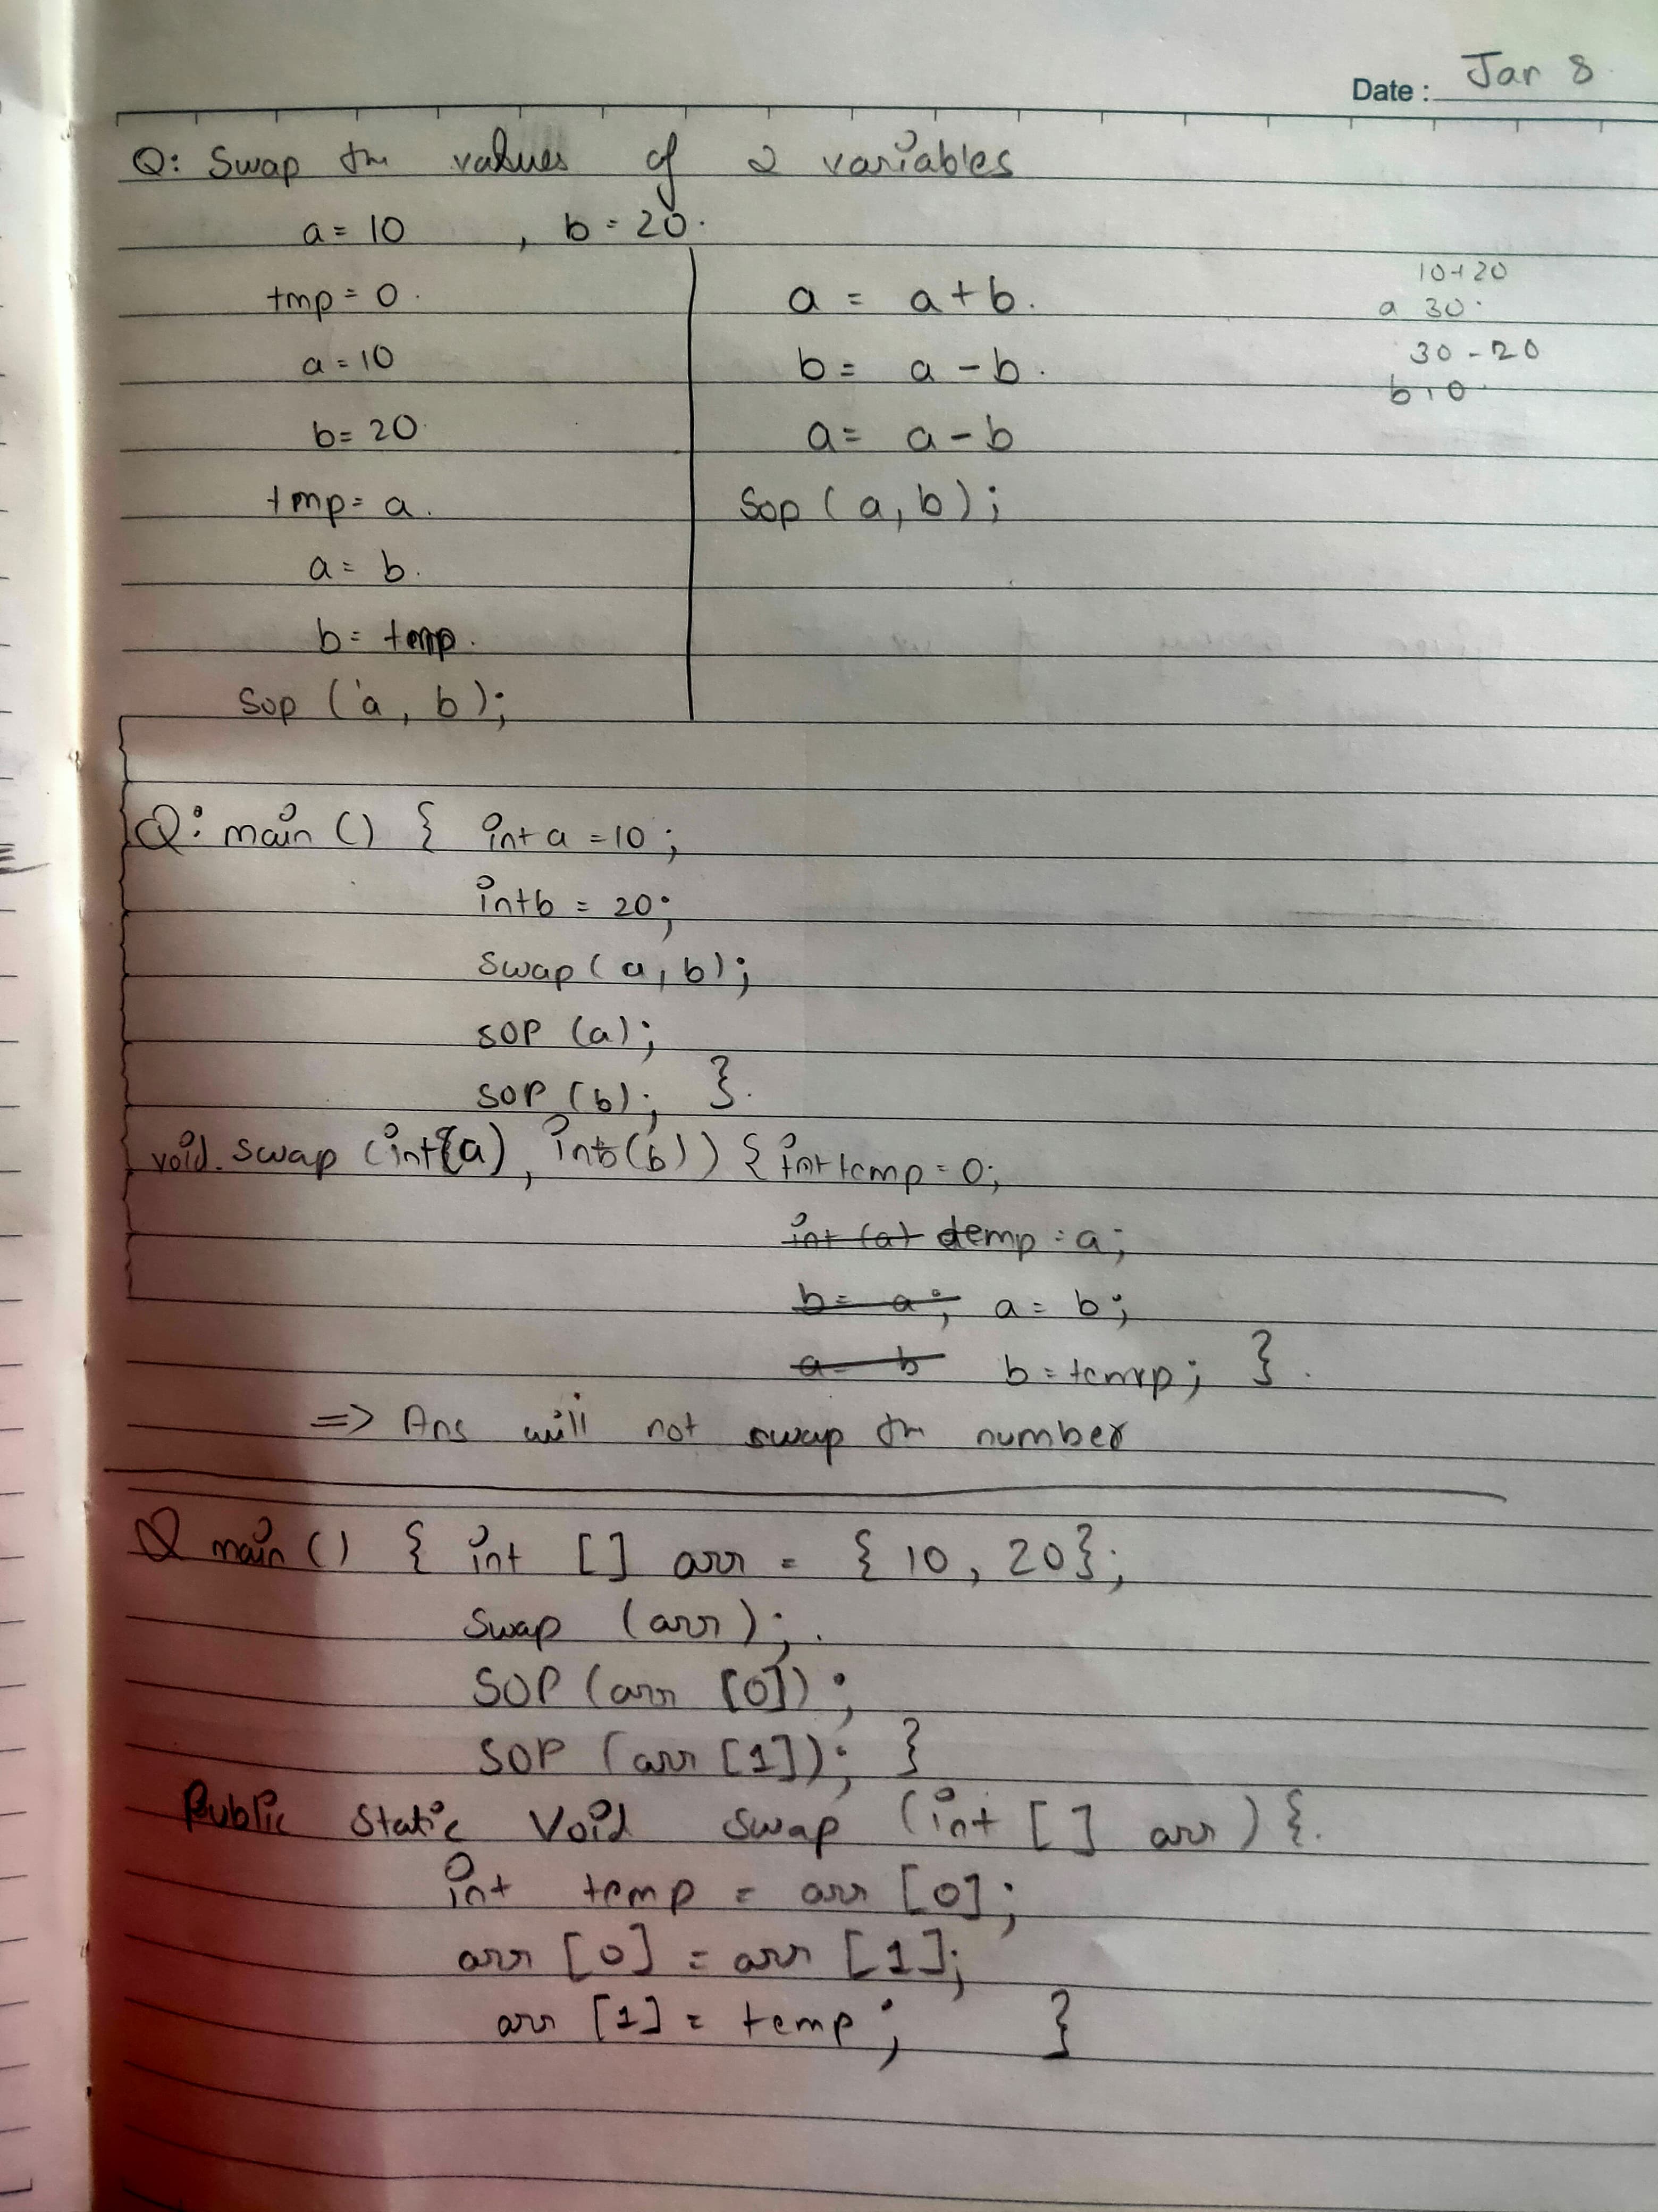 Date : Jan 8
Q: Swap the values of 2 variables
a = 10 , b = 20.
tmp = 0.
a = 10
b = 20.
tmp = a.
a = b.
b = temp.
Sop (a, b);
a = a + b.
b = a - b.
a = a - b
Sop (a, b);
10+20
a 30.
30 - 20
b 10.
Q: main () { int a = 10;
int b = 20;
swap (a, b);
SOP (a);
SOP (b); }.
void swap (int (a), int (b)) { int temp = 0;
int (a) temp = a;
b = a; a = b;
a = b b = temp; }.
=> Ans will not swap the number
Q main () { int [] arr = { 10, 20};
Swap (arr);.
SOP (arr [0]);
SOP (arr [1]); }
Public Static Void swap (int [] arr) {.
int temp = arr [0];
arr [0] = arr [1];
arr [1] = temp; }